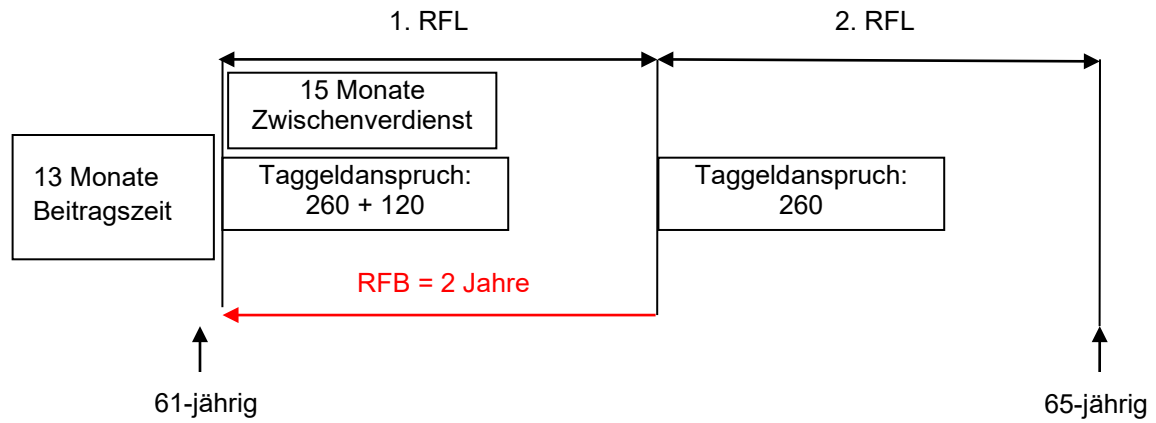 1. RFL
2. RFL
15 Monate
Zwischenverdienst
13 Monate
Beitragszeit
Taggeldanspruch:
260 + 120
Taggeldanspruch:
260
RFB = 2 Jahre
61-jährig
65-jährig